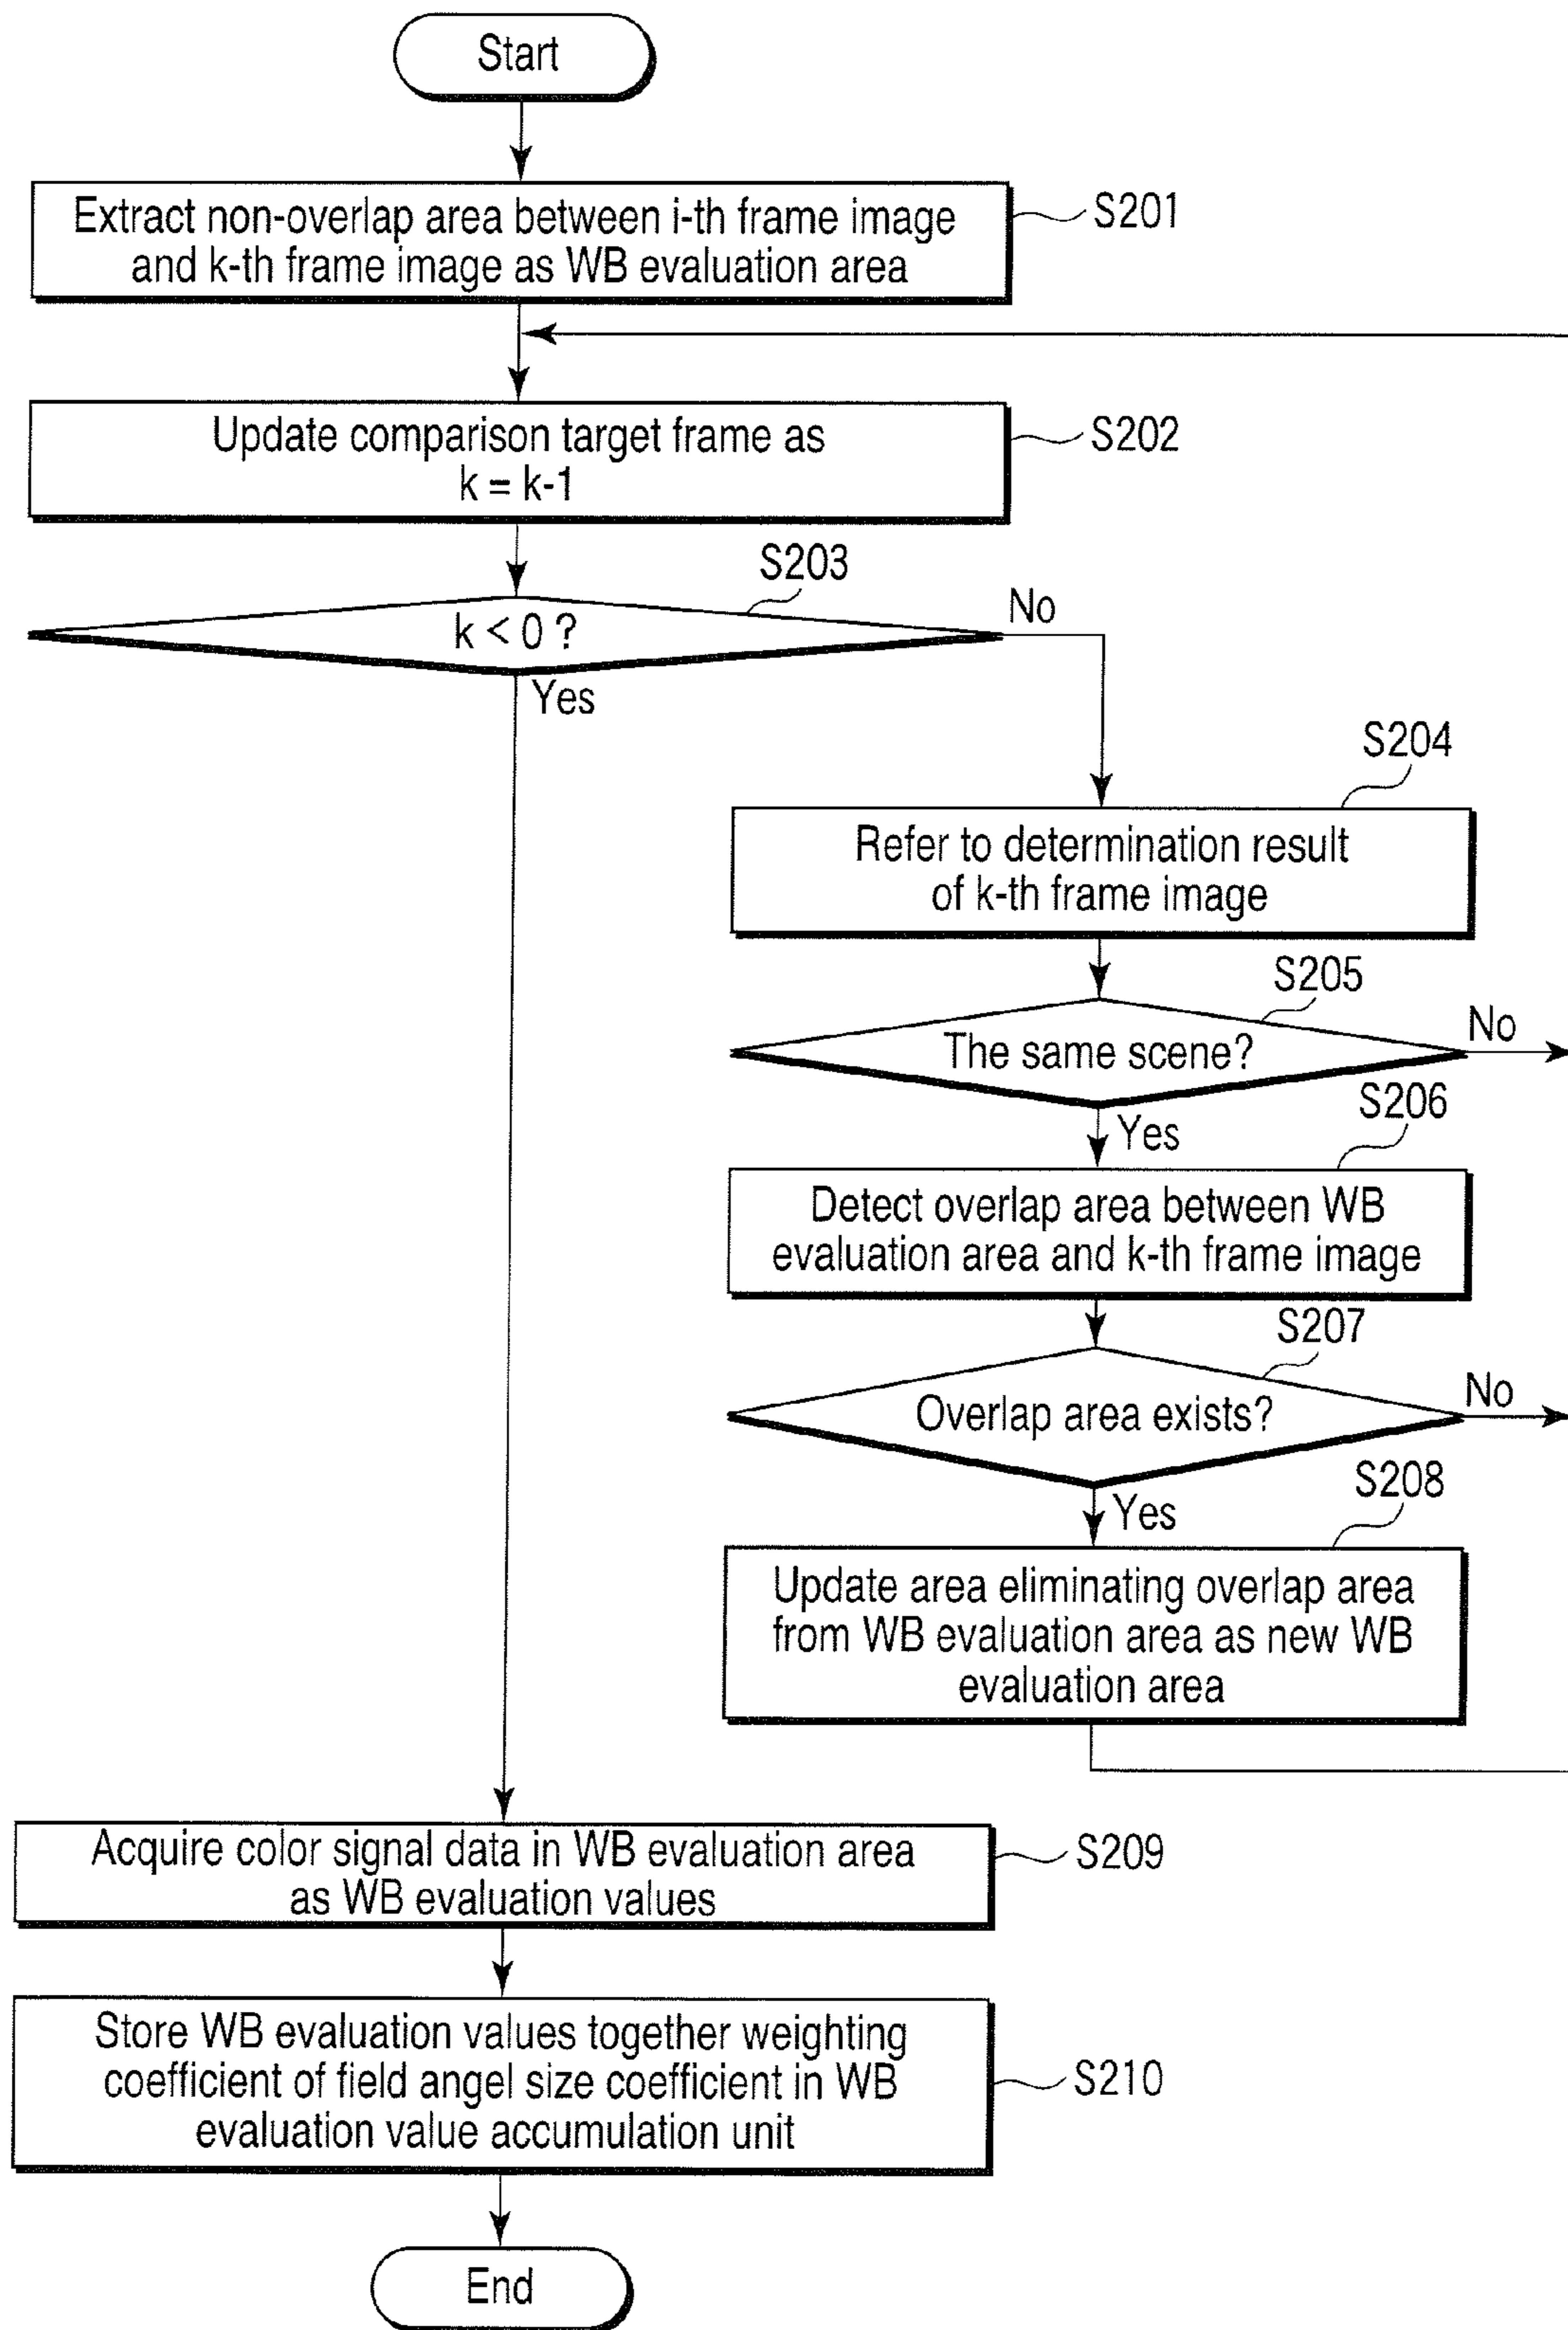 Start
Extract non-overlap area between i-th frame image
and k-th frame image as WB evaluation area
S201
Update comparison target frame as
k = k-1
S202
S203
k < 0 ?
No
Yes
S204
Refer to determination result
of k-th frame image
S205
The same scene?
No
Yes
S206
Detect overlap area between WB
evaluation area and k-th frame image
S207
Overlap area exists?
No
Yes
S208
Update area eliminating overlap area
from WB evaluation area as new WB
evaluation area
Acquire color signal data in WB evaluation area
as WB evaluation values
S209
Store WB evaluation values together weighting
coefficient of field angel size coefficient in WB
evaluation value accumulation unit
S210
End